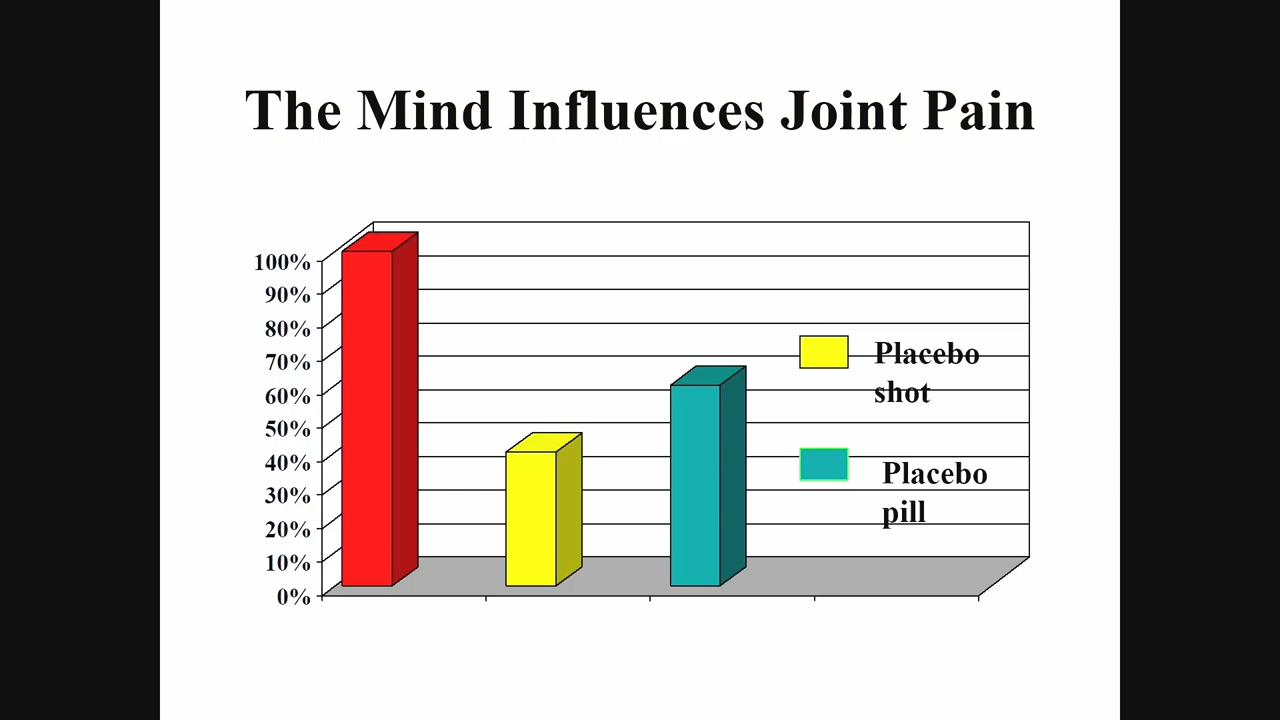 The Mind Influences Joint Pain
100%
90%
80%
70%
60%
50%
40%
30%
20%
10%
0%
Placebo
shot
Placebo
pill